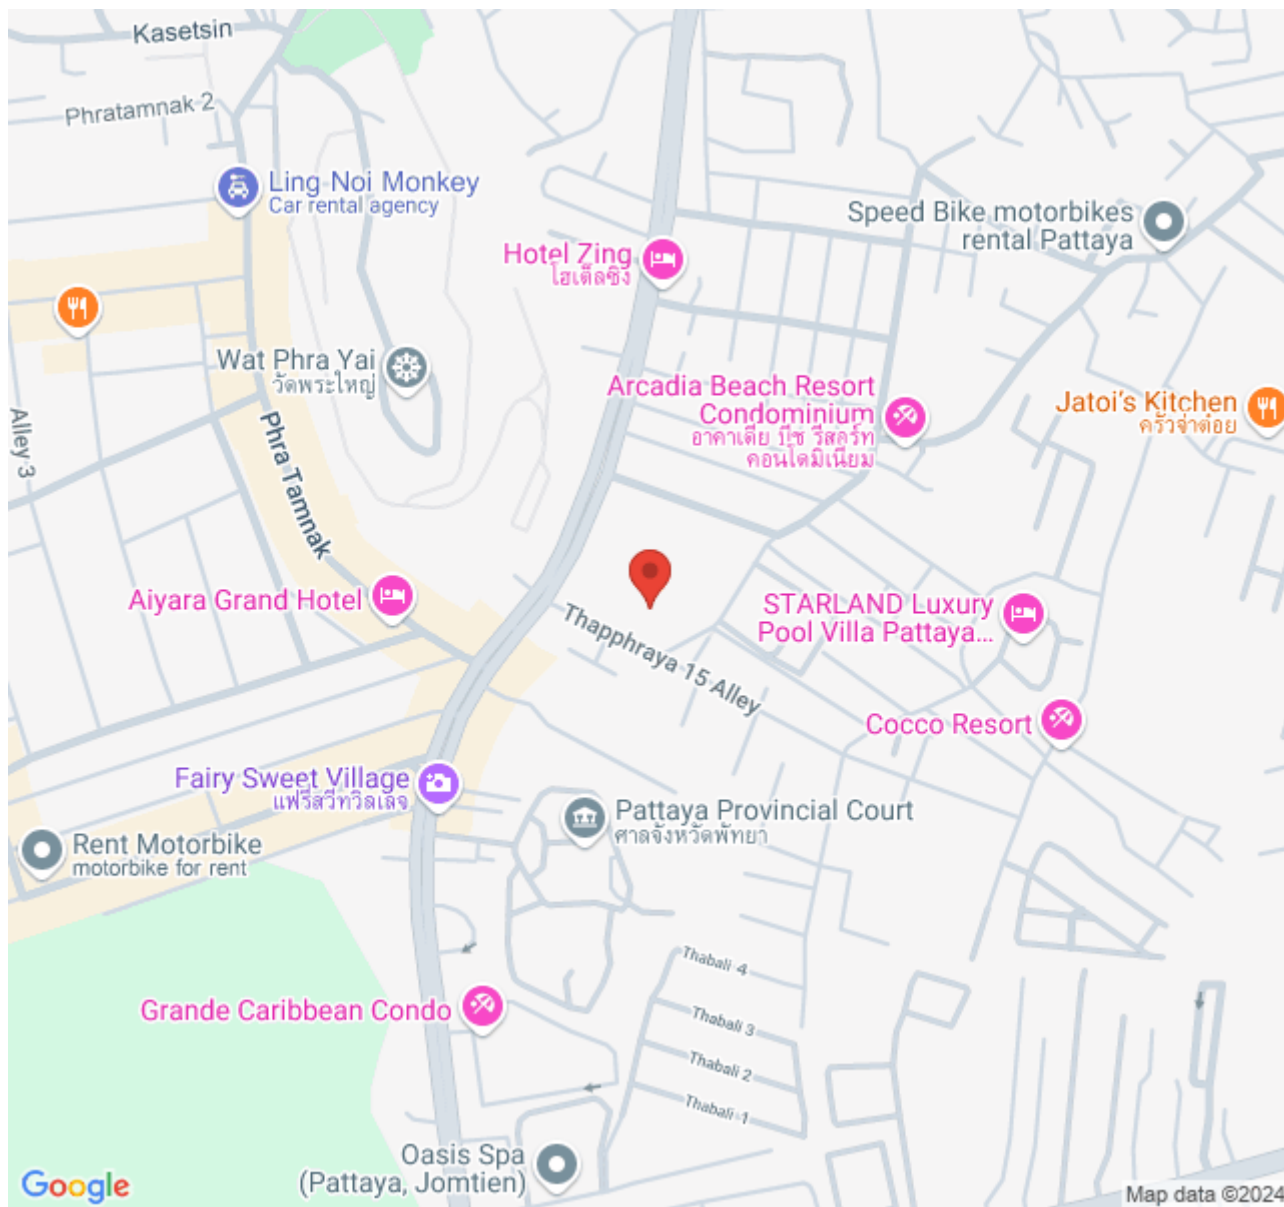 Kasetsin
Phratamnak 2
Ling Noi Monkey
Car rental agency
Speed Bike motorbikes
rental Pattaya
Hotel Zing
โฮเต็ลซิง
Wat Phra Yai
วัดพระใหญ่
Arcadia Beach Resort
Condominium
อาคาเดีย บีช รีสอร์ท
คอนโดมิเนียม
Jatoi's Kitchen
ครัวจ่าต๋อย
Alley 3
Phra Tamnak
Aiyara Grand Hotel
STARLAND Luxury
Pool Villa Pattaya...
Thapphraya 15 Alley
Cocco Resort
Fairy Sweet Village
แฟรี่สวีทวิลเลจ
Pattaya Provincial Court
ศาลจังหวัดพัทยา
Rent Motorbike
motorbike for rent
Thabali 4
Grande Caribbean Condo
Thabali 3
Thabali 2
Thabali 1
Oasis Spa
(Pattaya, Jomtien)
Google
Map data ©2024